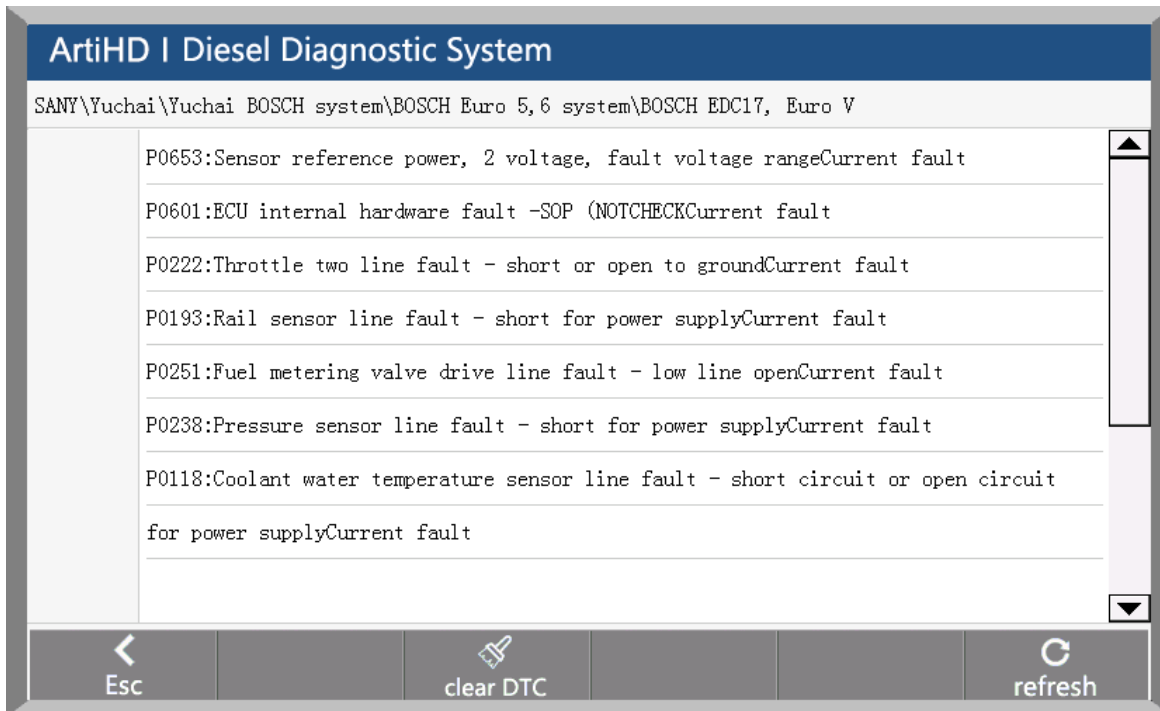 ArtiHD I Diesel Diagnostic System
SANY\Yuchai\Yuchai BOSCH system\BOSCH Euro 5,6 system\BOSCH EDC17, Euro V
P0653:Sensor reference power, 2 voltage, fault voltage rangeCurrent fault
P0601:ECU internal hardware fault -SOP (NOTCHECKCurrent fault
P0222:Throttle two line fault - short or open to groundCurrent fault
P0193:Rail sensor line fault - short for power supplyCurrent fault
P0251:Fuel metering valve drive line fault - low line openCurrent fault
P0238:Pressure sensor line fault - short for power supplyCurrent fault
P0118:Coolant water temperature sensor line fault - short circuit or open circuit
for power supplyCurrent fault
Esc
clear DTC
refresh